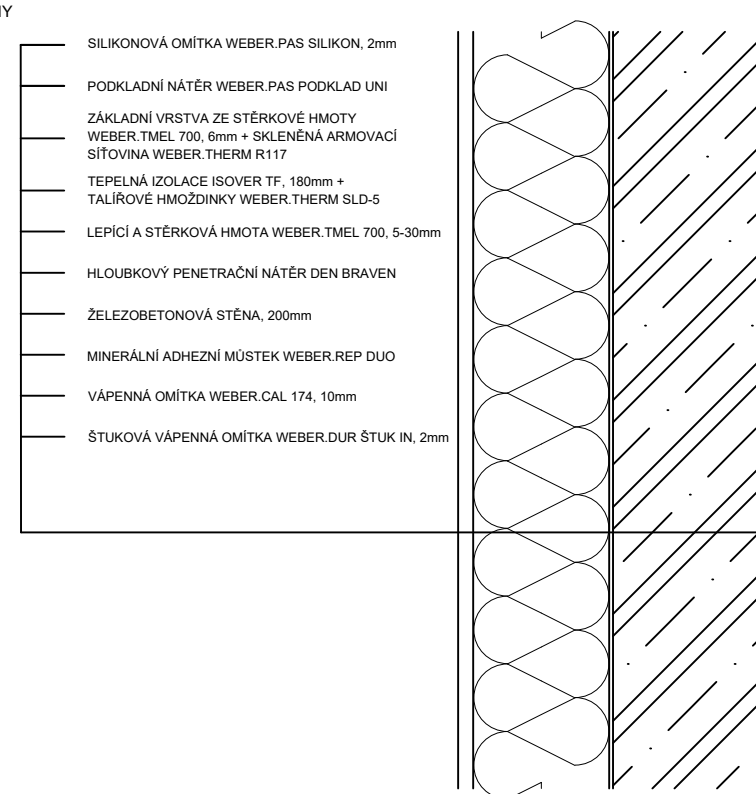 SILIKONOVÁ OMÍTKA WEBER.PAS SILIKON, 2mm
PODKLADNÍ NÁTĚR WEBER.PAS PODKLAD UNI
ZÁKLADNÍ VRSTVA ZE STĚRKOVÉ HMOTY
WEBER.TMEL 700, 6mm + SKLENĚNÁ ARMOVACÍ
SÍŤOVINA WEBER.THERM R117
TEPELNÁ IZOLACE ISOVER TF, 180mm +
TALÍŘOVÉ HMOŽDINKY WEBER.THERM SLD-5
LEPÍCÍ A STĚRKOVÁ HMOTA WEBER.TMEL 700, 5-30mm
HLOUBKOVÝ PENETRAČNÍ NÁTĚR DEN BRAVEN
ŽELEZOBETONOVÁ STĚNA, 200mm
MINERÁLNÍ ADHEZNÍ MŮSTEK WEBER.REP DUO
VÁPENNÁ OMÍTKA WEBER.CAL 174, 10mm
ŠTUKOVÁ VÁPENNÁ OMÍTKA WEBER.DUR ŠTUK IN, 2mm